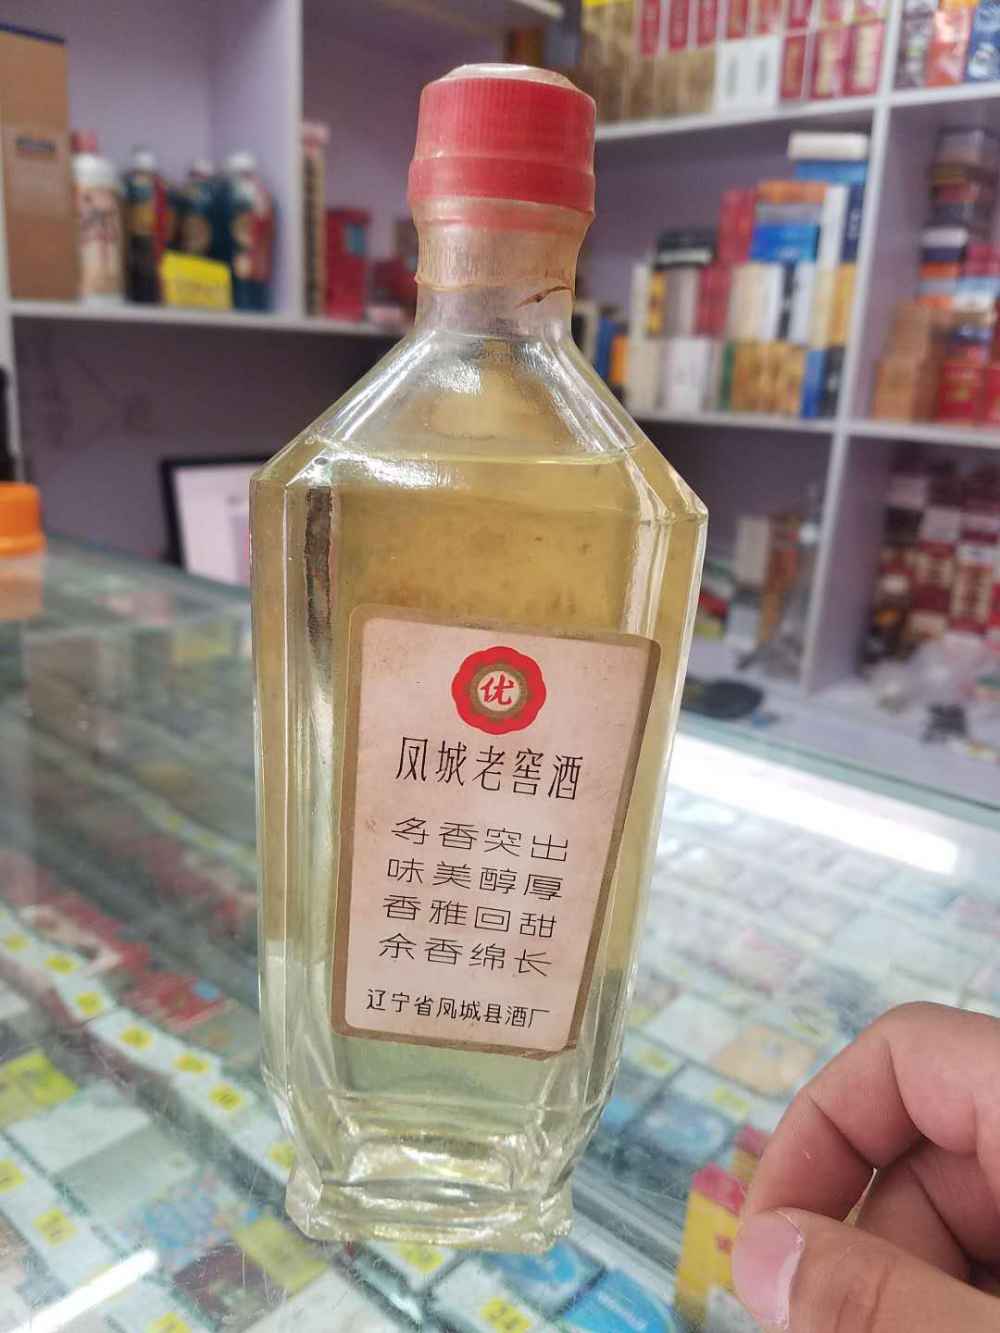 优
凤城老窖酒
多香突出
味美醇厚
香雅回甜
余香绵长
辽宁省凤城县酒厂